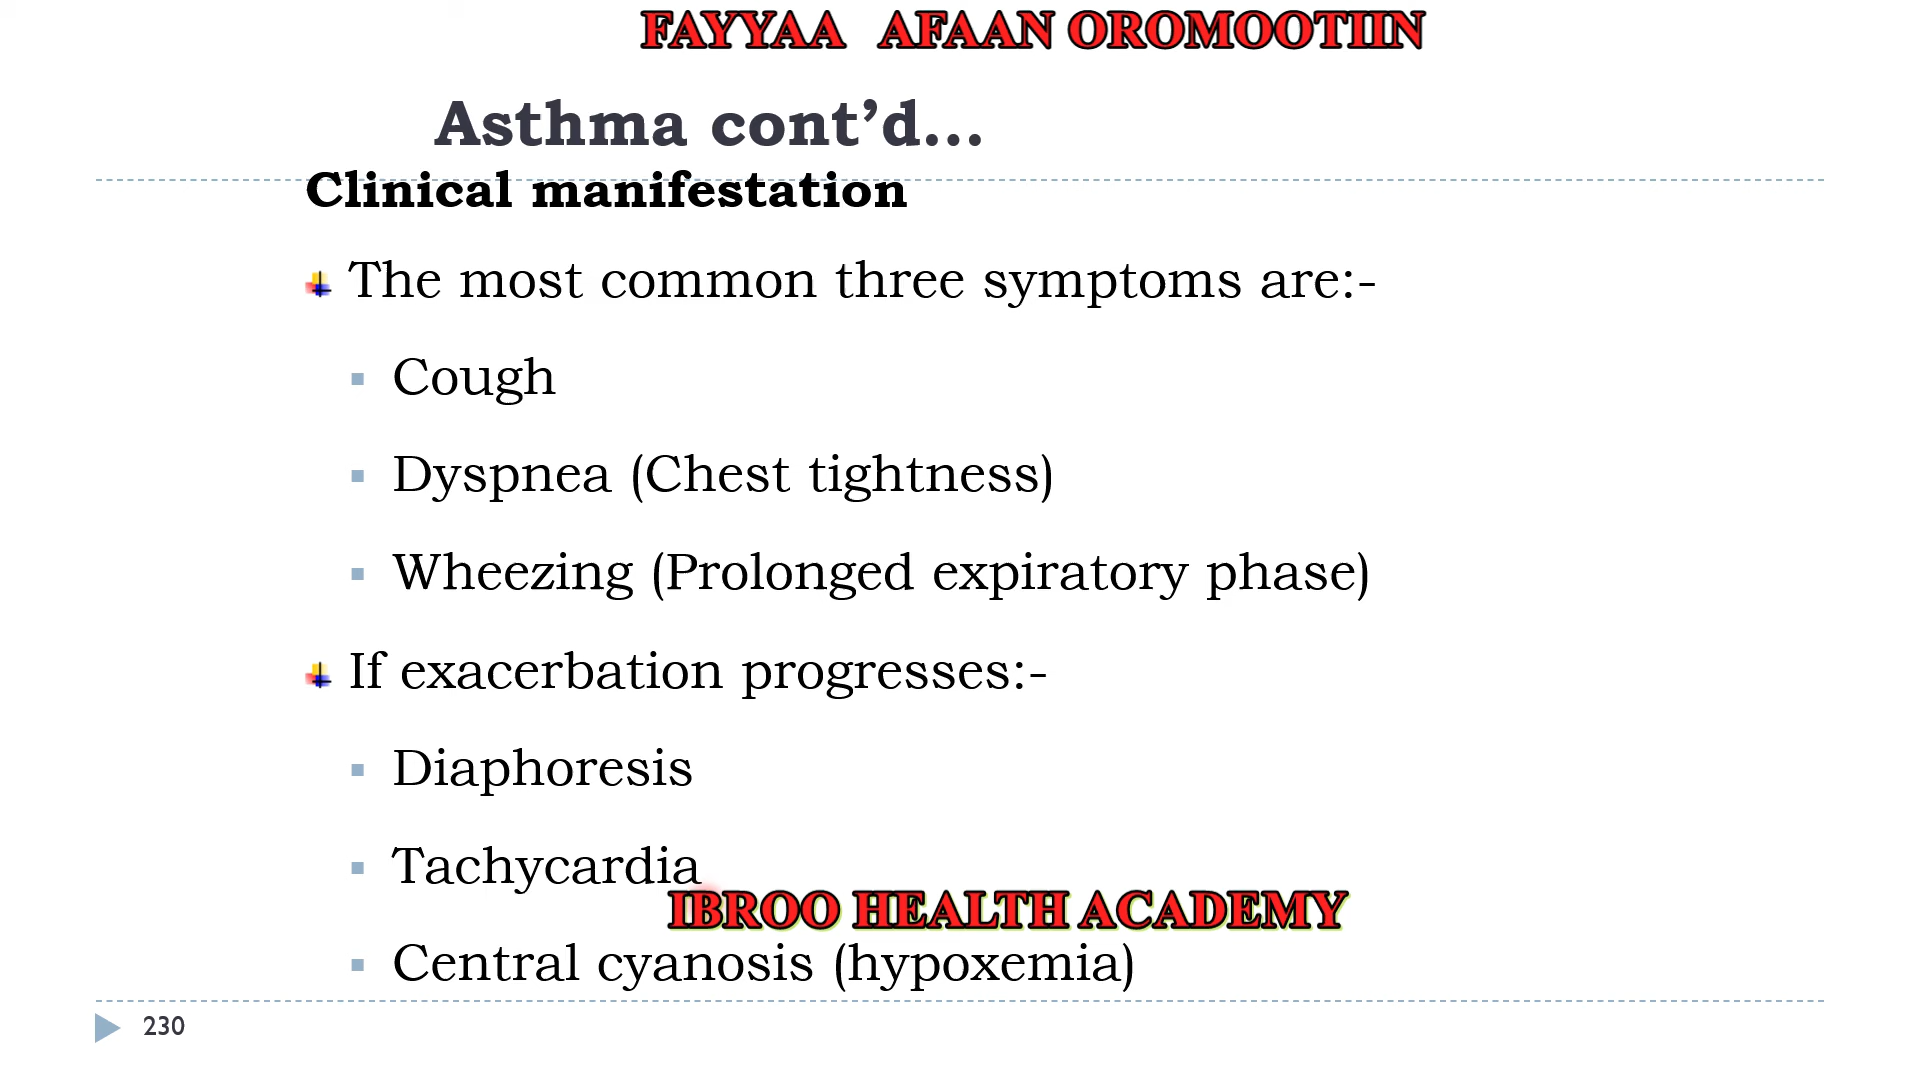 FAYYAA AFAAN OROMOOTIIN
Asthma cont’d…
Clinical manifestation
The most common three symptoms are:-
Cough
Dyspnea (Chest tightness)
Wheezing (Prolonged expiratory phase)
If exacerbation progresses:-
Diaphoresis
Tachycardia
IBROO HEALTH ACADEMY
Central cyanosis (hypoxemia)
230